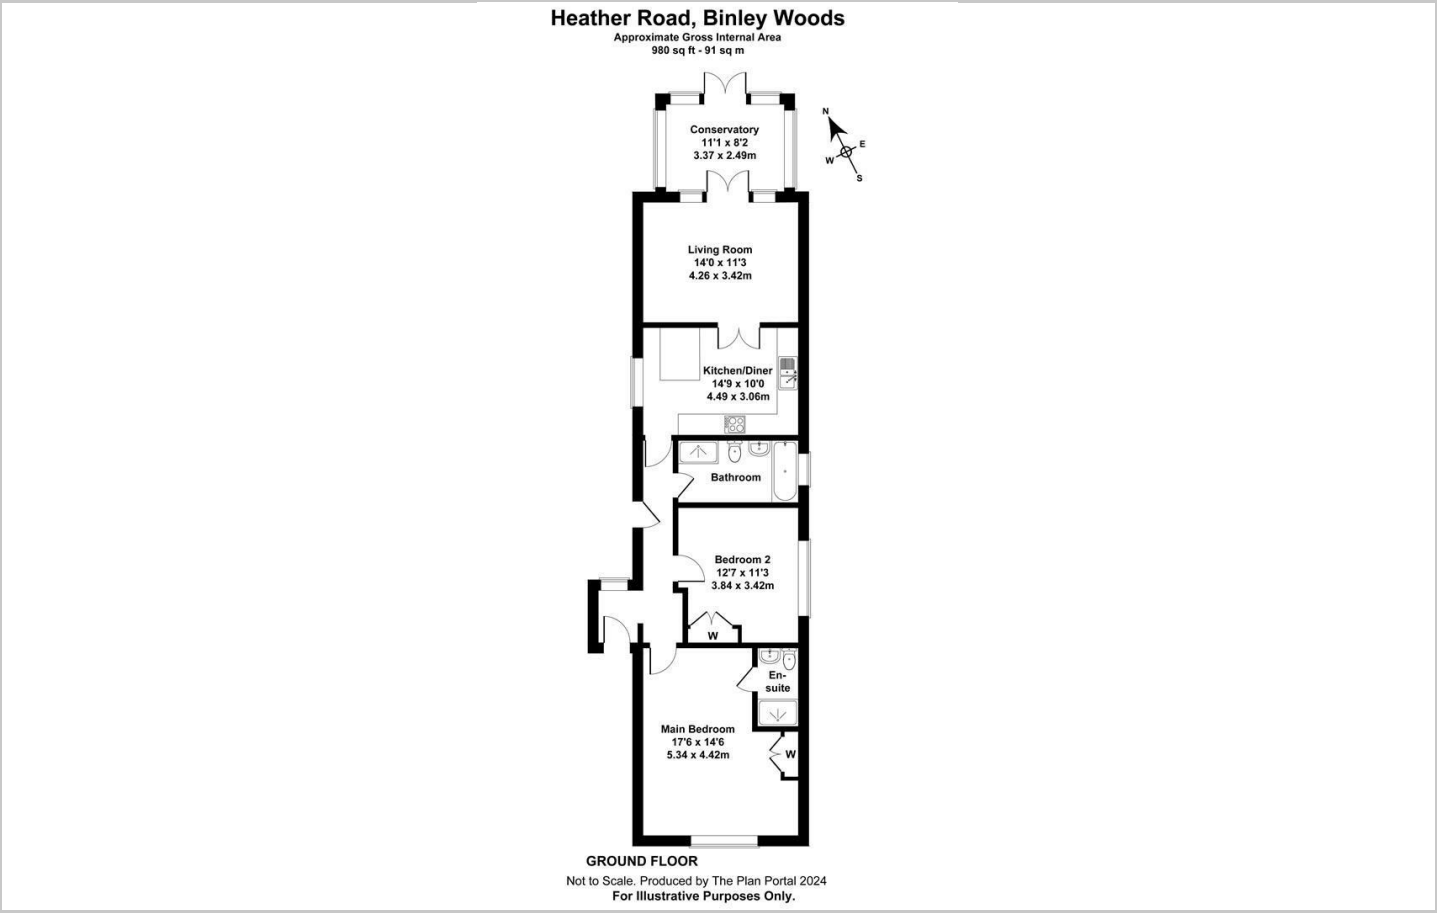 Heather Road, Binley Woods
Approximate Gross Internal Area
980 sq ft - 91 sq m
N
E
W
S
Conservatory
11'1 x 8'2
3.37 x 2.49m
Living Room
14'0 x 11'3
4.26 x 3.42m
Kitchen/Diner
14'9 x 10'0
4.49 x 3.06m
Bathroom
Bedroom 2
12'7 x 11'3
3.84 x 3.42m
W
En-
suite
Main Bedroom
17'6 x 14'6
5.34 x 4.42m
W
GROUND FLOOR
Not to Scale. Produced by The Plan Portal 2024
For Illustrative Purposes Only.